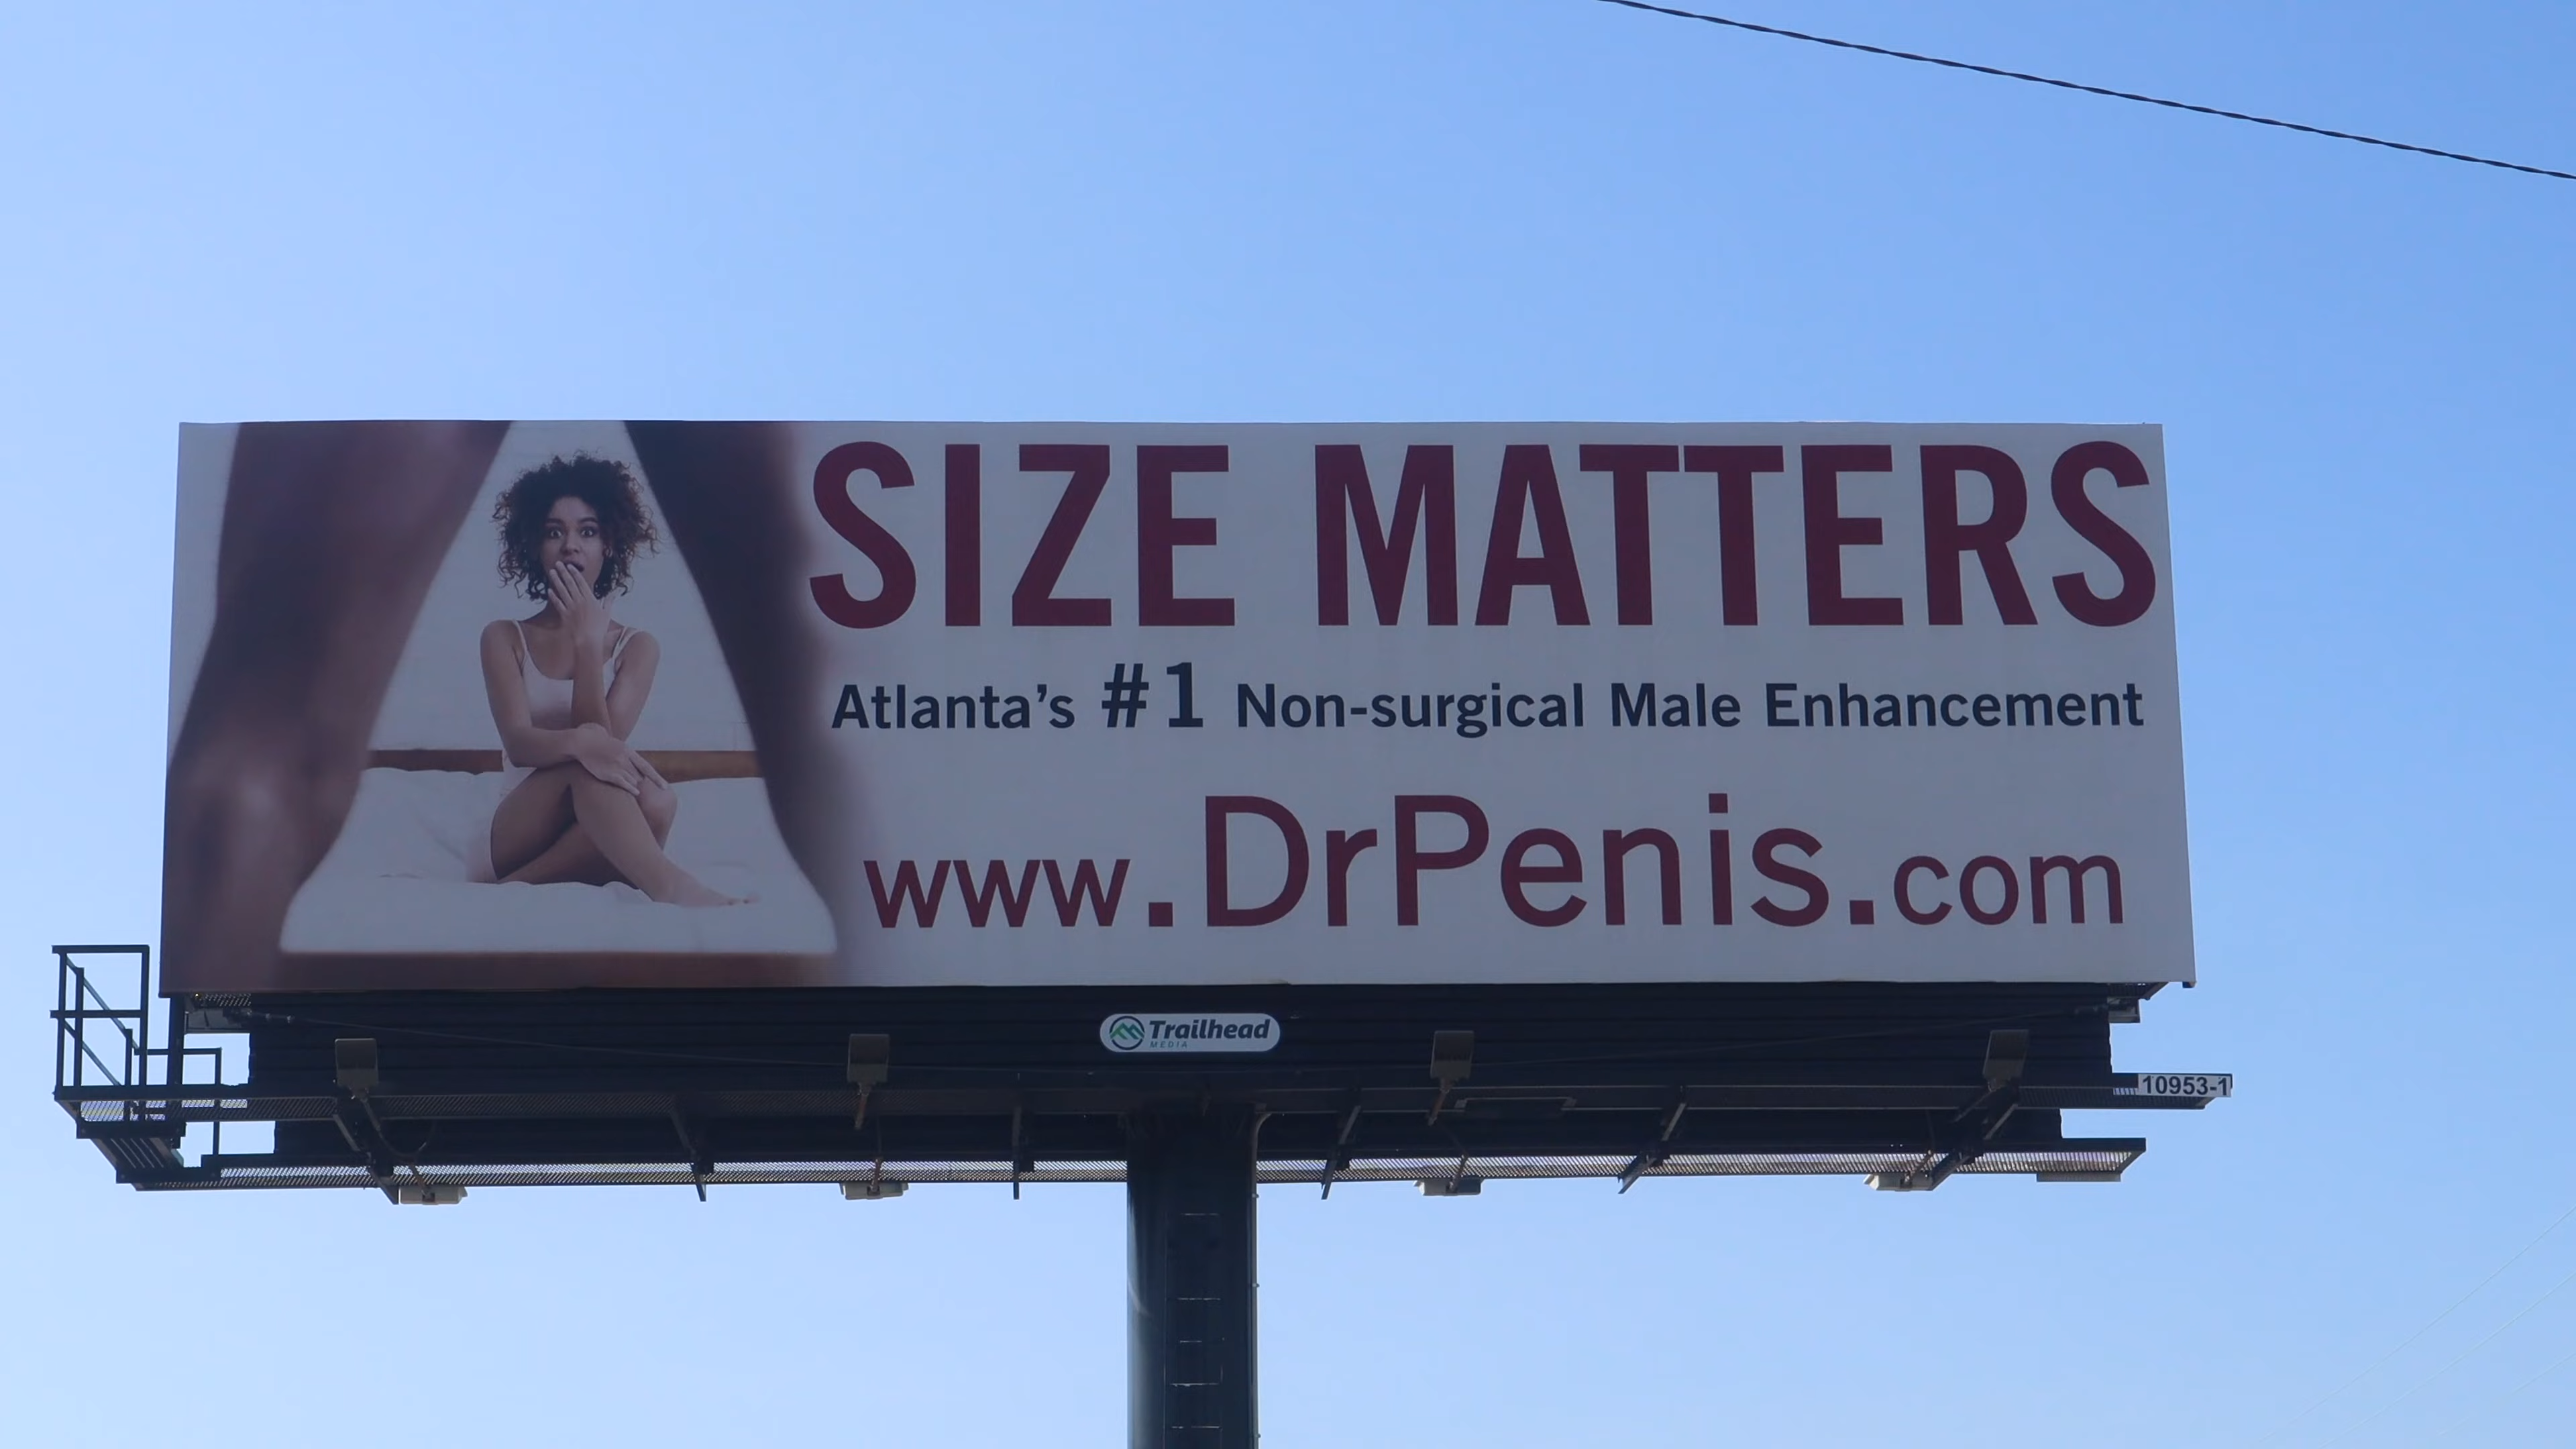 SIZE MATTERS
Atlanta's #1 Non-surgical Male Enhancement
www.DrPenis.com
Trailhead
MEDIA
10953-1